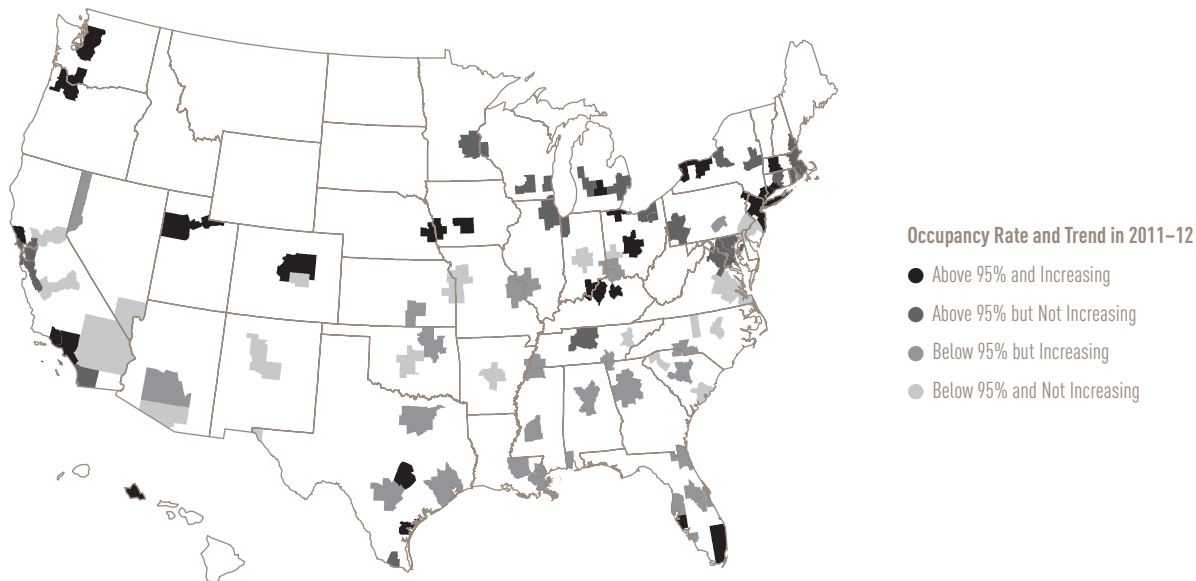 Occupancy Rate and Trend in 2011–12
Above 95% and Increasing
Above 95% but Not Increasing
Below 95% but Increasing
Below 95% and Not Increasing